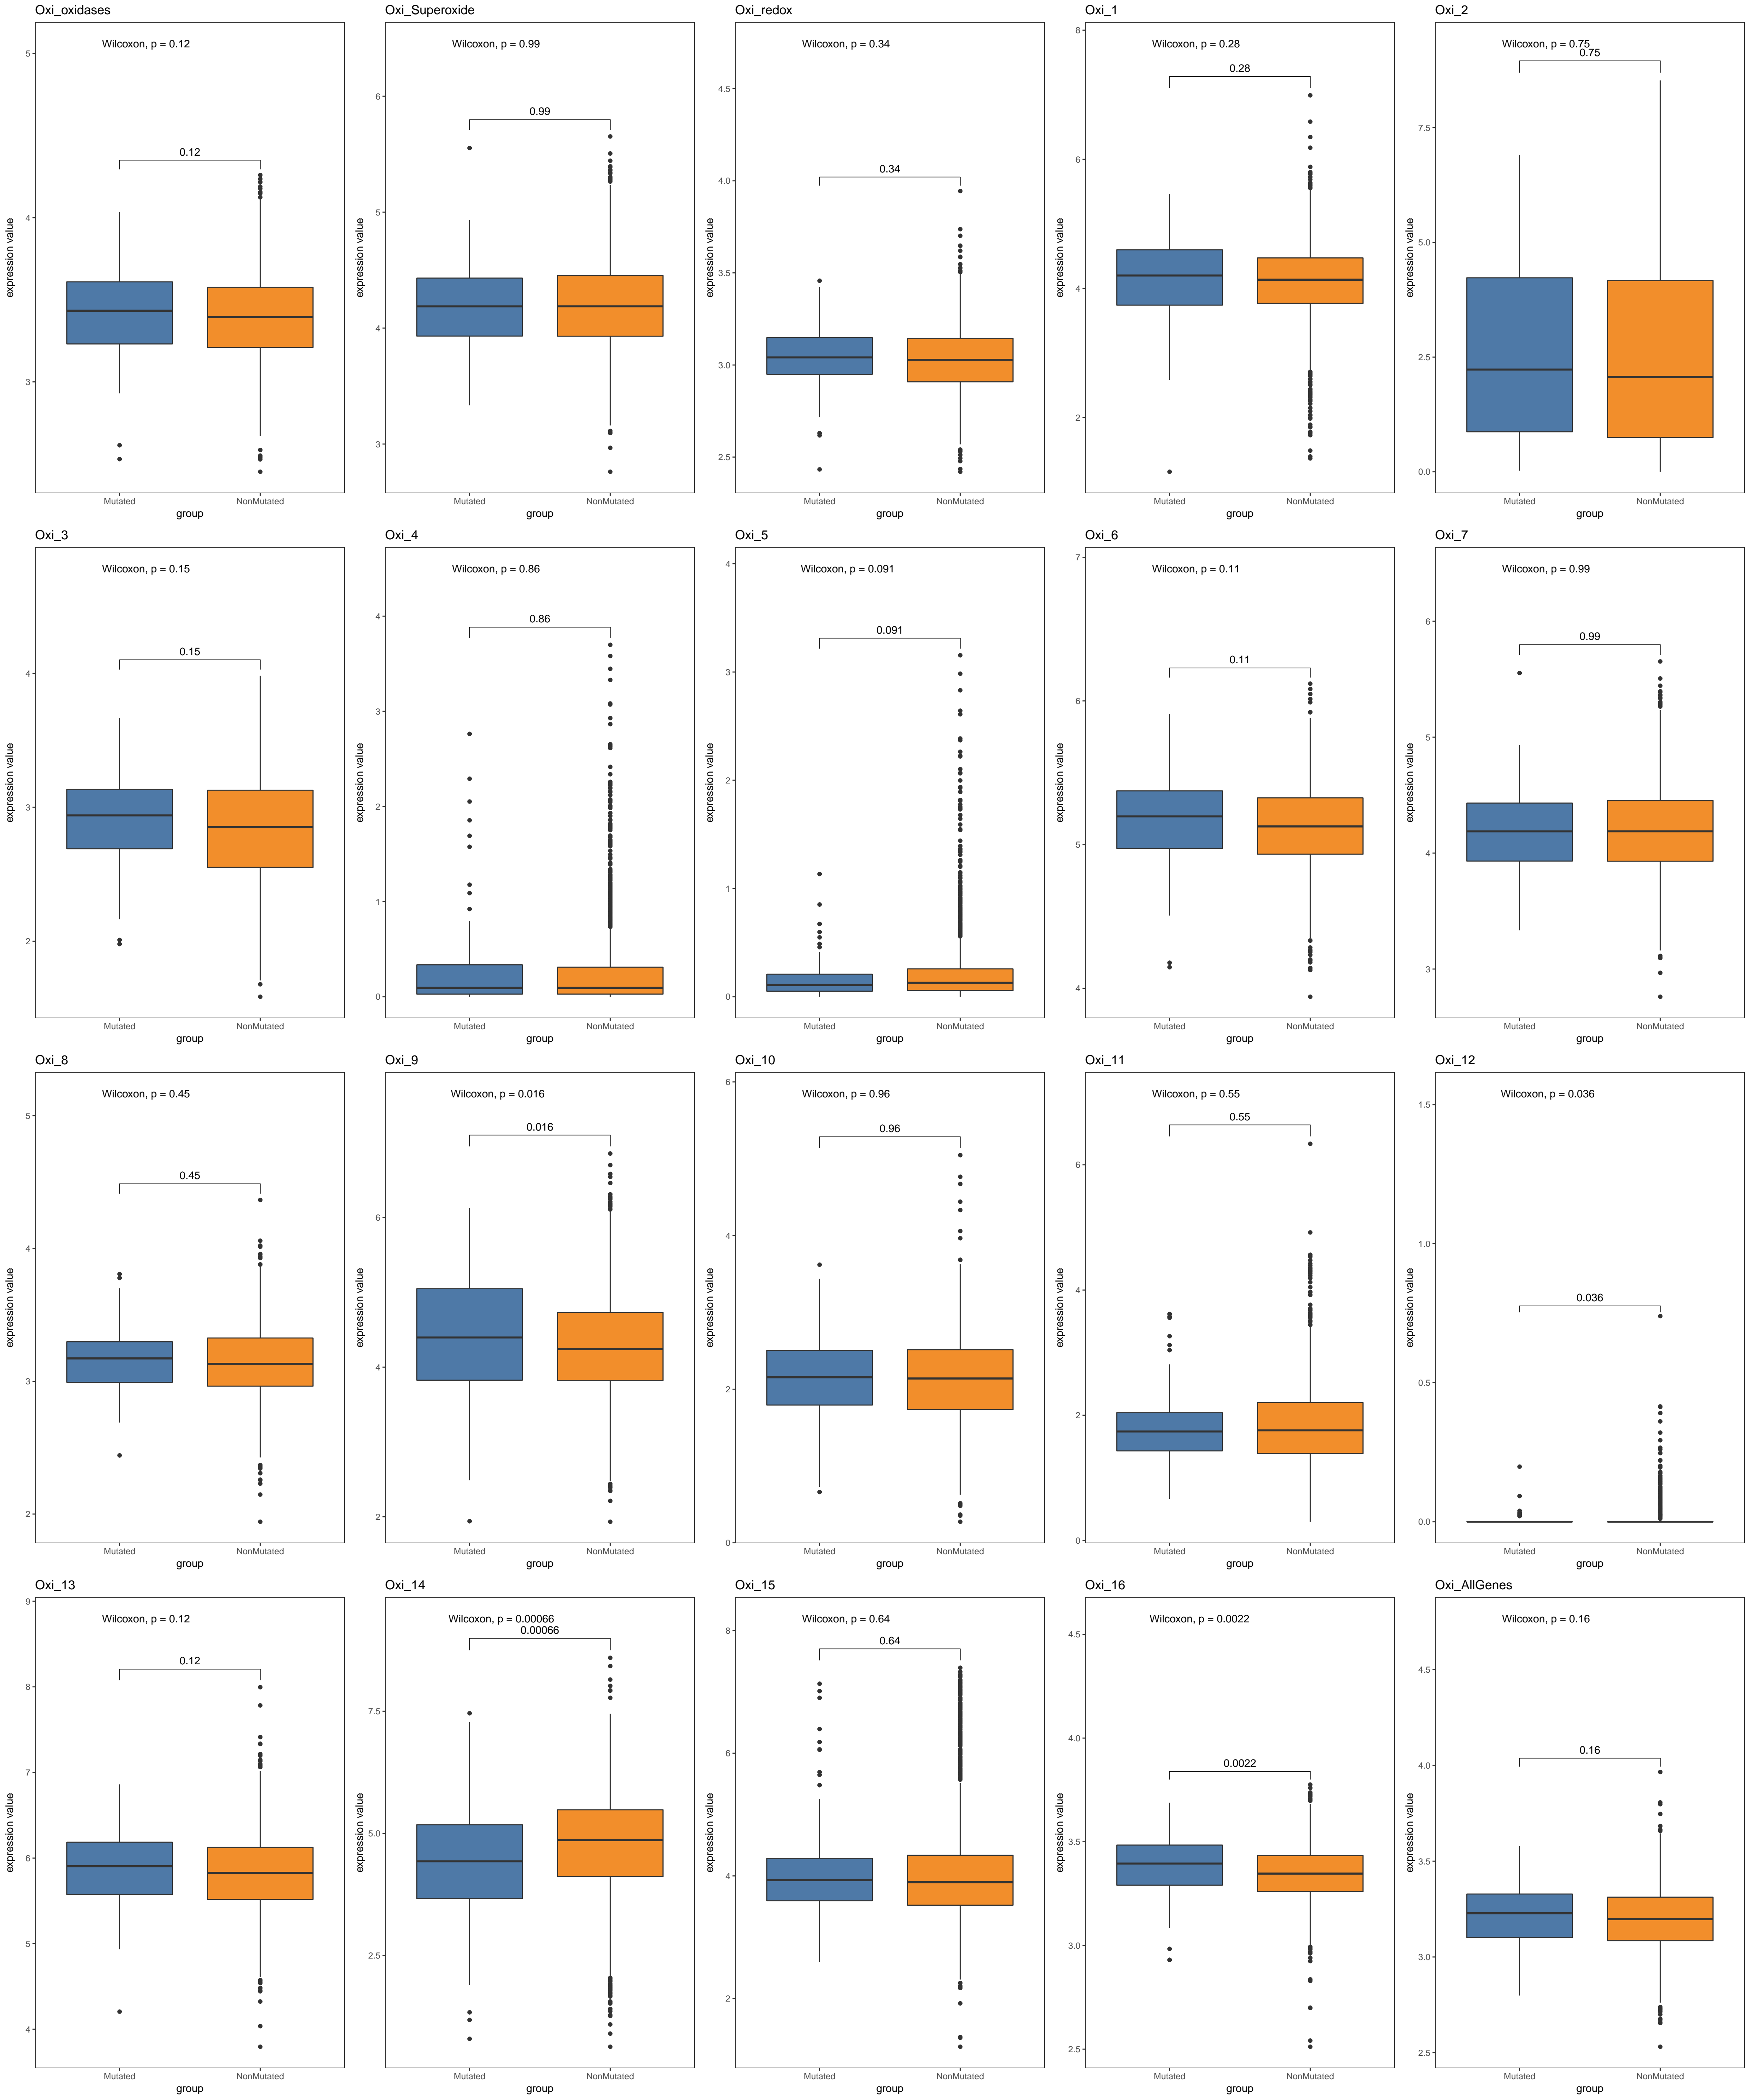 Oxi_oxidases
Wilcoxon, p = 0.12
0.12
5
4
3
expression value
Mutated
NonMutated
group
Oxi_Superoxide
Wilcoxon, p = 0.99
0.99
6
5
4
3
expression value
Mutated
NonMutated
group
Oxi_redox
Wilcoxon, p = 0.34
0.34
4.5
4.0
3.5
3.0
2.5
expression value
Mutated
NonMutated
group
Oxi_1
Wilcoxon, p = 0.28
0.28
8
6
4
2
expression value
Mutated
NonMutated
group
Oxi_2
Wilcoxon, p = 0.75
0.75
7.5
5.0
2.5
0.0
expression value
Mutated
NonMutated
group
Oxi_3
Wilcoxon, p = 0.15
0.15
4
3
2
expression value
Mutated
NonMutated
group
Oxi_4
Wilcoxon, p = 0.86
0.86
4
3
2
1
0
expression value
Mutated
NonMutated
group
Oxi_5
Wilcoxon, p = 0.091
0.091
4
3
2
1
0
expression value
Mutated
NonMutated
group
Oxi_6
Wilcoxon, p = 0.11
0.11
7
6
5
4
expression value
Mutated
NonMutated
group
Oxi_7
Wilcoxon, p = 0.99
0.99
6
5
4
3
expression value
Mutated
NonMutated
group
Oxi_8
Wilcoxon, p = 0.45
0.45
5
4
3
2
expression value
Mutated
NonMutated
group
Oxi_9
Wilcoxon, p = 0.016
0.016
6
4
2
expression value
Mutated
NonMutated
group
Oxi_10
Wilcoxon, p = 0.96
0.96
6
4
2
0
expression value
Mutated
NonMutated
group
Oxi_11
Wilcoxon, p = 0.55
0.55
6
4
2
0
expression value
Mutated
NonMutated
group
Oxi_12
Wilcoxon, p = 0.036
0.036
1.5
1.0
0.5
0.0
expression value
Mutated
NonMutated
group
Oxi_13
Wilcoxon, p = 0.12
0.12
9
8
7
6
5
4
expression value
Mutated
NonMutated
group
Oxi_14
Wilcoxon, p = 0.00066
0.00066
7.5
5.0
2.5
expression value
Mutated
NonMutated
group
Oxi_15
Wilcoxon, p = 0.64
0.64
8
6
4
2
expression value
Mutated
NonMutated
group
Oxi_16
Wilcoxon, p = 0.0022
0.0022
4.5
4.0
3.5
3.0
2.5
expression value
Mutated
NonMutated
group
Oxi_AllGenes
Wilcoxon, p = 0.16
0.16
4.5
4.0
3.5
3.0
2.5
expression value
Mutated
NonMutated
group